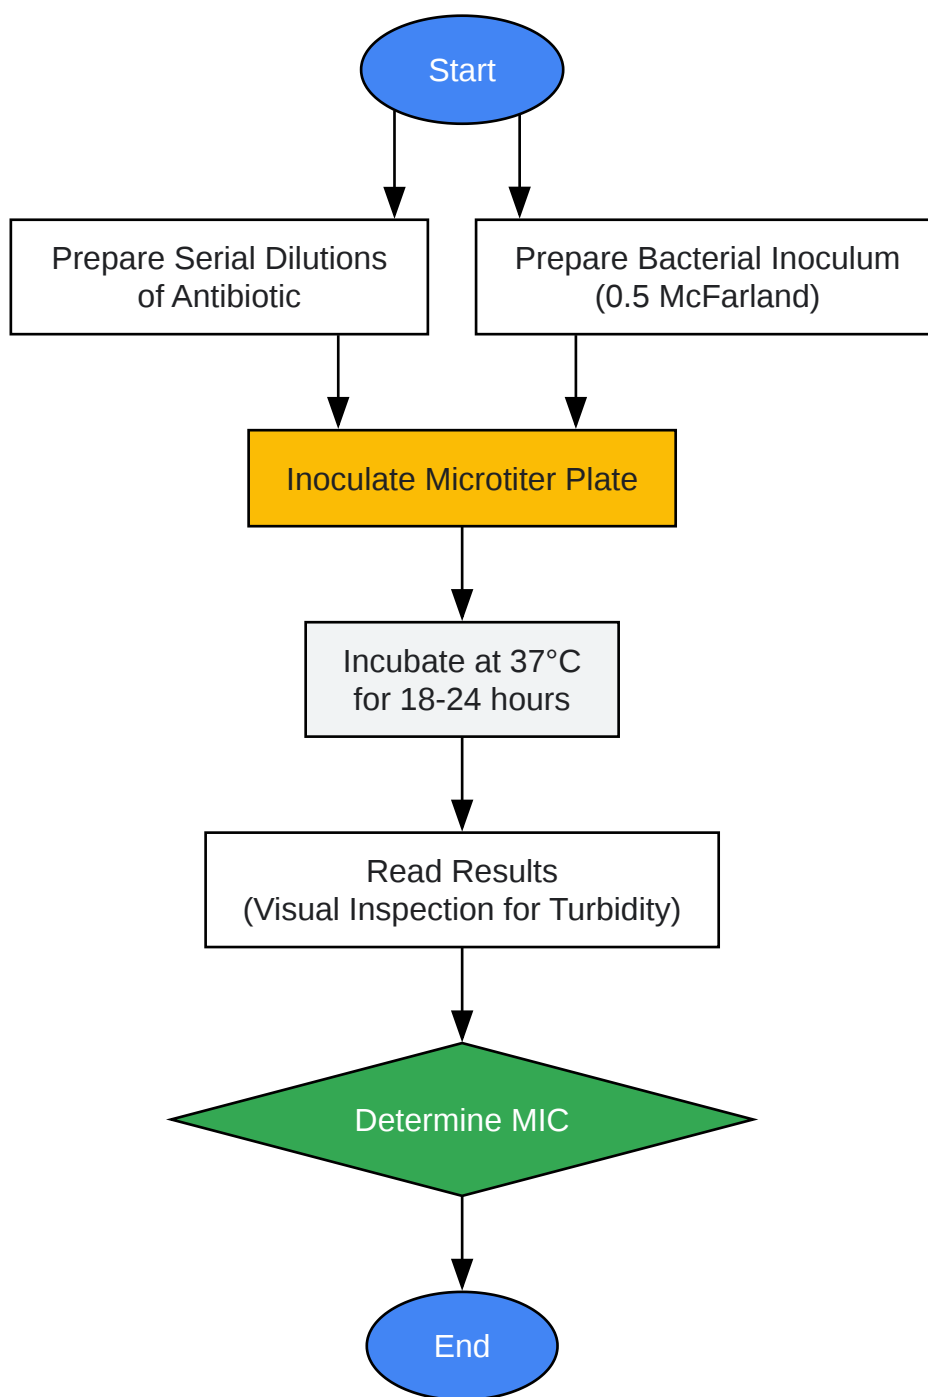 Start
Prepare Serial Dilutions
of Antibiotic
Prepare Bacterial Inoculum
(0.5 McFarland)
Inoculate Microtiter Plate
Incubate at 37°C
for 18-24 hours
Read Results
(Visual Inspection for Turbidity)
Determine MIC
End